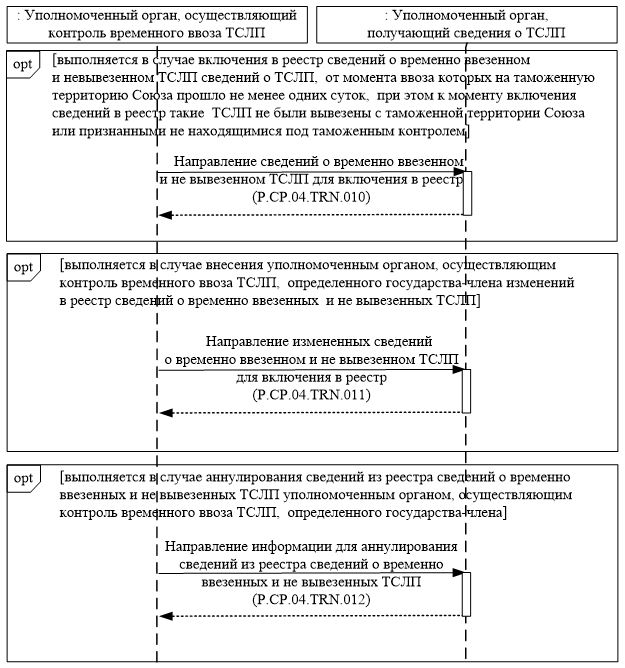 : Уполномоченный орган, осуществляющий
контроль временного ввоза ТСЛП
: Уполномоченный орган,
получающий сведения о ТСЛП
opt
[выполняется в случае включения в реестр сведений о временно ввезенном
и невывезенном ТСЛП сведений о ТСЛП, от момента ввоза которых на таможенную
территорию Союза прошло не менее одних суток, при этом к моменту включения
сведений в реестр такие ТСЛП не были вывезены с таможенной территории Союза
или признанными не находящимися под таможенным контролем]
Направление сведений о временно ввезенном
и не вывезенном ТСЛП для включения в реестр
(P.CP.04.TRN.010)
opt
[выполняется в случае внесения уполномоченным органом, осуществляющим
контроль временного ввоза ТСЛП, определенного государства-члена изменений
в реестр сведений о временно ввезенных и не вывезенных ТСЛП]
Направление измененных сведений
о временно ввезенном и не вывезенном ТСЛП
для включения в реестр
(P.CP.04.TRN.011)
opt
[выполняется в случае аннулирования сведений из реестра сведений о временно
ввезенных и не вывезенных ТСЛП уполномоченным органом, осуществляющим
контроль временного ввоза ТСЛП, определенного государства-члена]
Направление информации для аннулирования
сведений из реестра сведений о временно
ввезенных и не вывезенных ТСЛП
(P.CP.04.TRN.012)